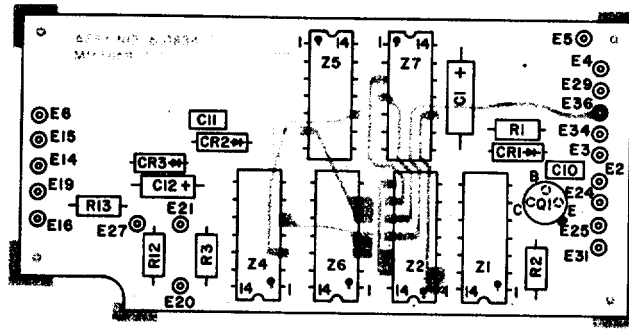 E5
1 14 1 14
E4
Z5 Z7
E29
C1 +
E36
E6
C11
R1
E34
E15
CR2
CR1
E3
E14
CR3
C10
E2
C12 +
B
E19
E24
R13
C Q1 E
E16
E21
E27
E25
R12 R3 Z4 Z6 Z2 Z1 R2
E31
14 1 14 1 14 1 14 1
E20